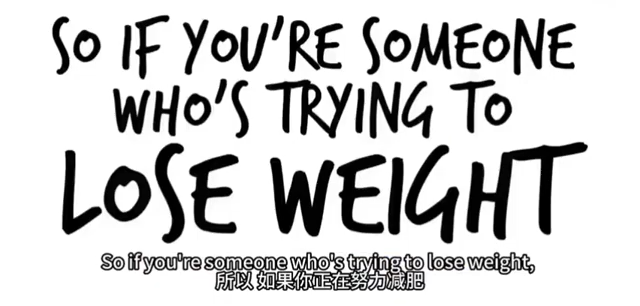 SO IF YOU'RE SOMEONE
WHO'S TRYING TO
LOSE WEIGHT
So if you're someone who's trying to lose weight,
所以 如果你正在努力减肥